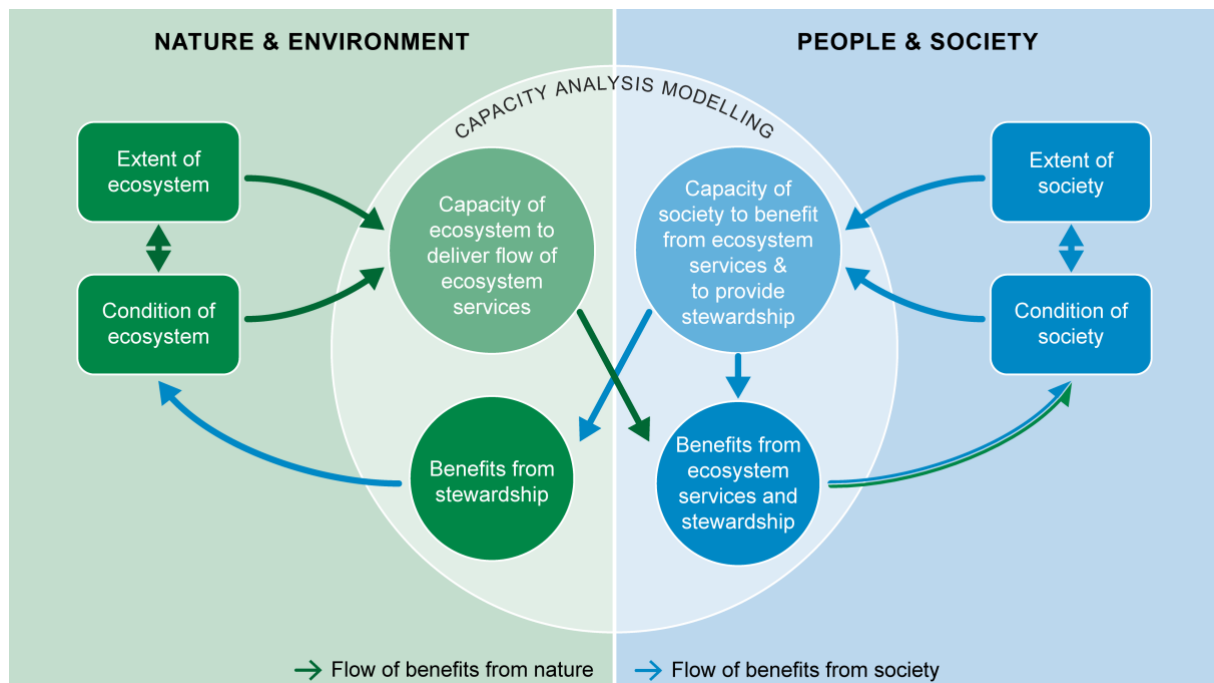 NATURE & ENVIRONMENT
PEOPLE & SOCIETY
CAPACITY ANALYSIS MODELLING
Extent of
ecosystem
Condition of
ecosystem
Capacity of
ecosystem to
deliver flow of
ecosystem
services
Capacity of
society to benefit
from ecosystem
services &
to provide
stewardship
Extent of
society
Condition of
society
Benefits from
stewardship
Benefits from
ecosystem
services and
stewardship
Flow of benefits from nature
Flow of benefits from society